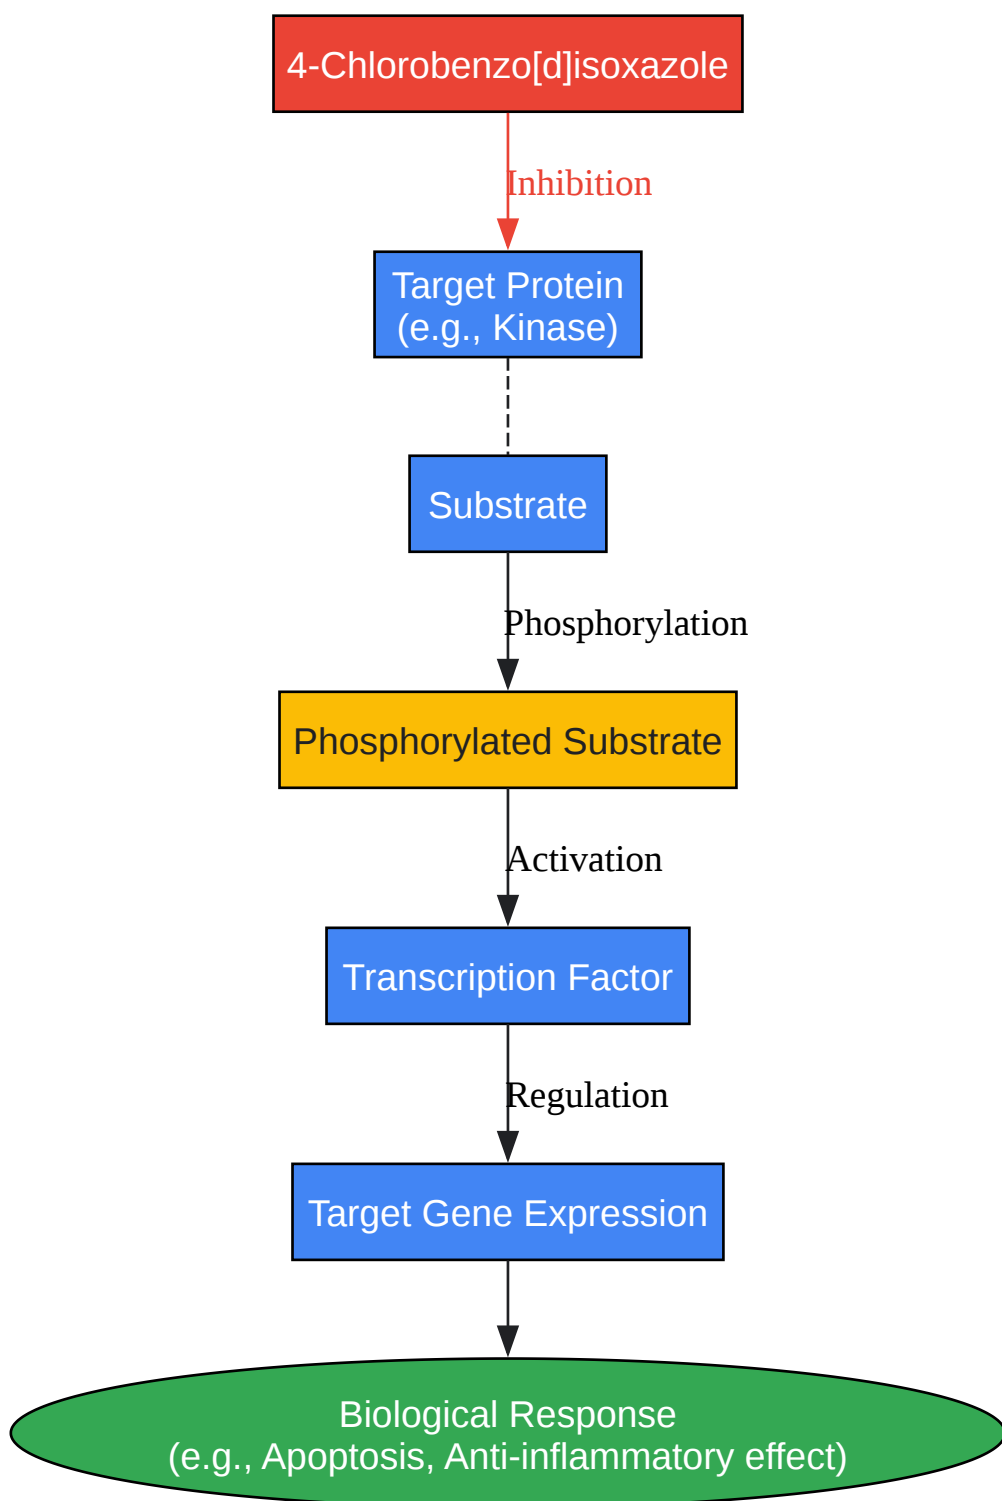 4-Chlorobenzo[d]isoxazole
Inhibition
Target Protein
(e.g., Kinase)
Substrate
Phosphorylation
Phosphorylated Substrate
Activation
Transcription Factor
Regulation
Target Gene Expression
Biological Response
(e.g., Apoptosis, Anti-inflammatory effect)